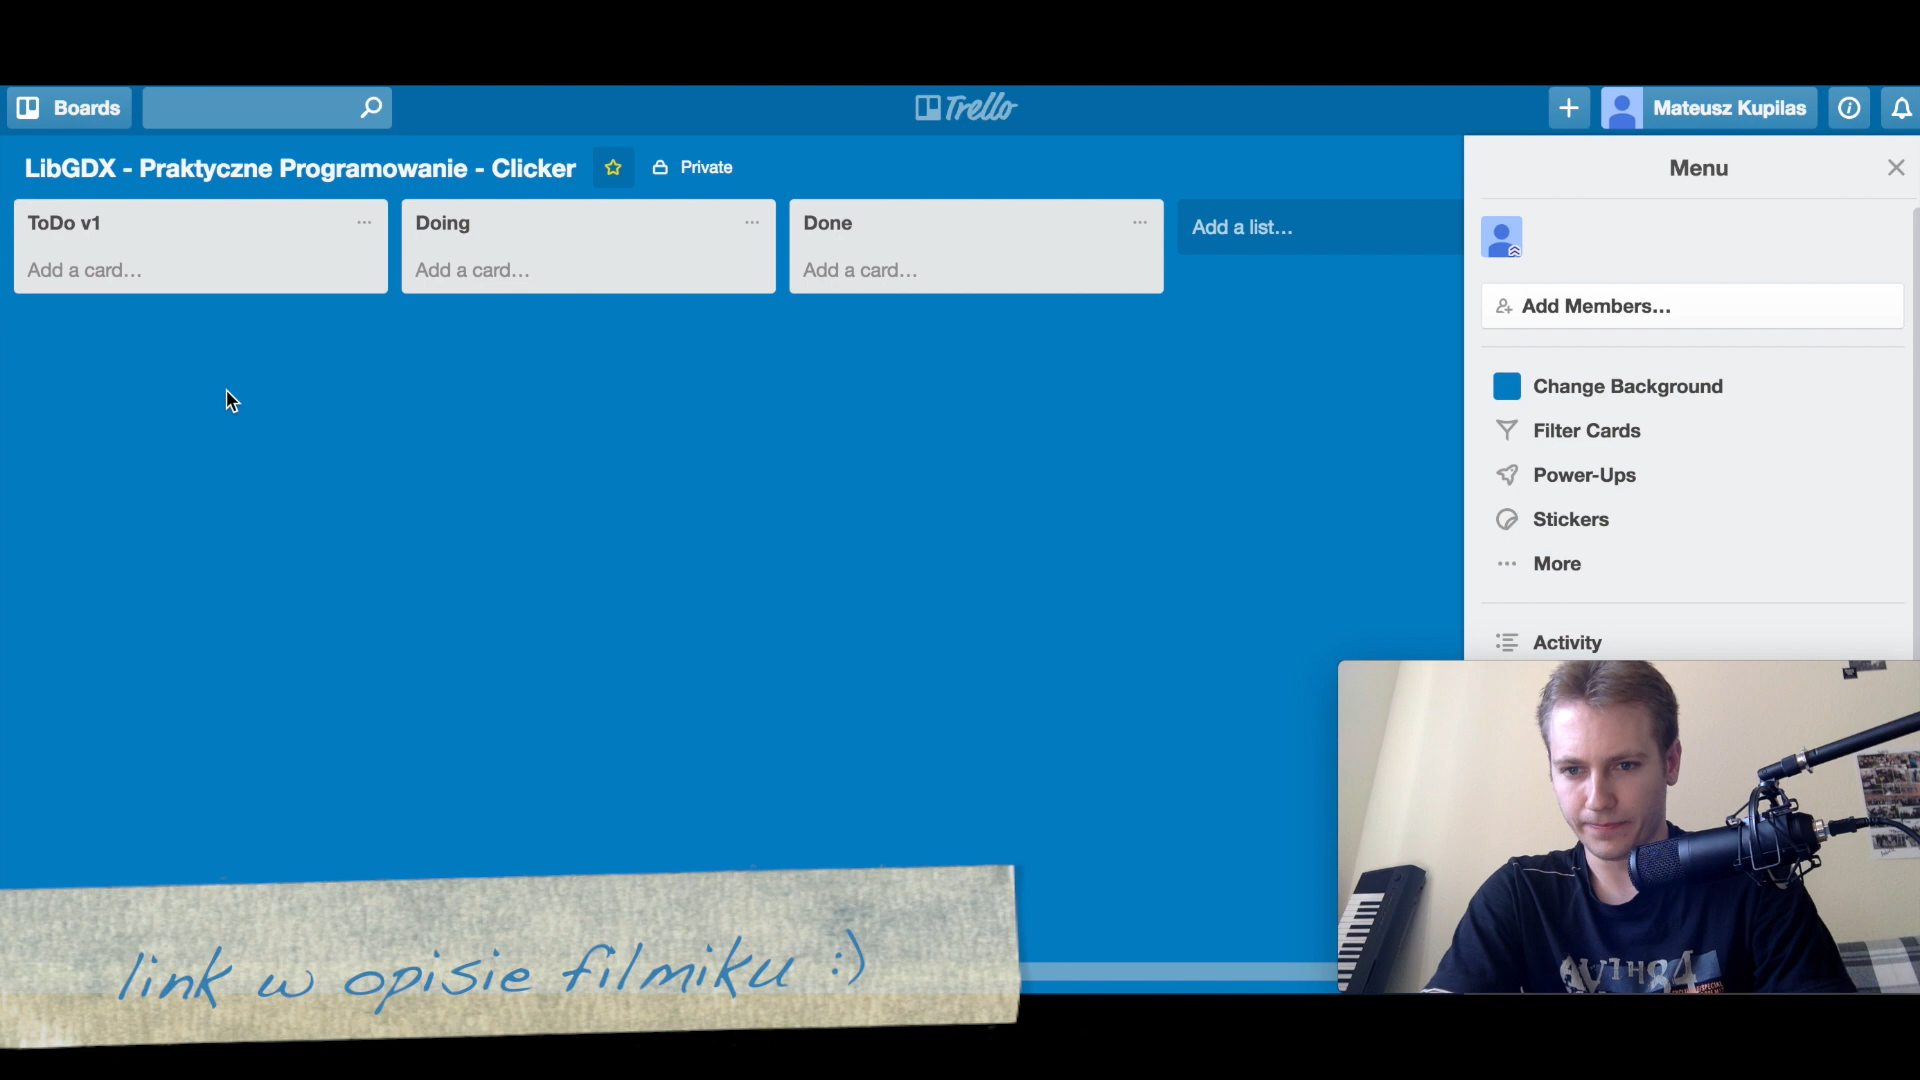 Boards
Trello
Mateusz Kupilas
LibGDX - Praktyczne Programowanie - Clicker
Private
Menu
ToDo v1
Add a card...
Doing
Add a card...
Done
Add a card...
Add a list...
Add Members...
Change Background
Filter Cards
Power-Ups
Stickers
More
Activity
link w opisie filmiku :)